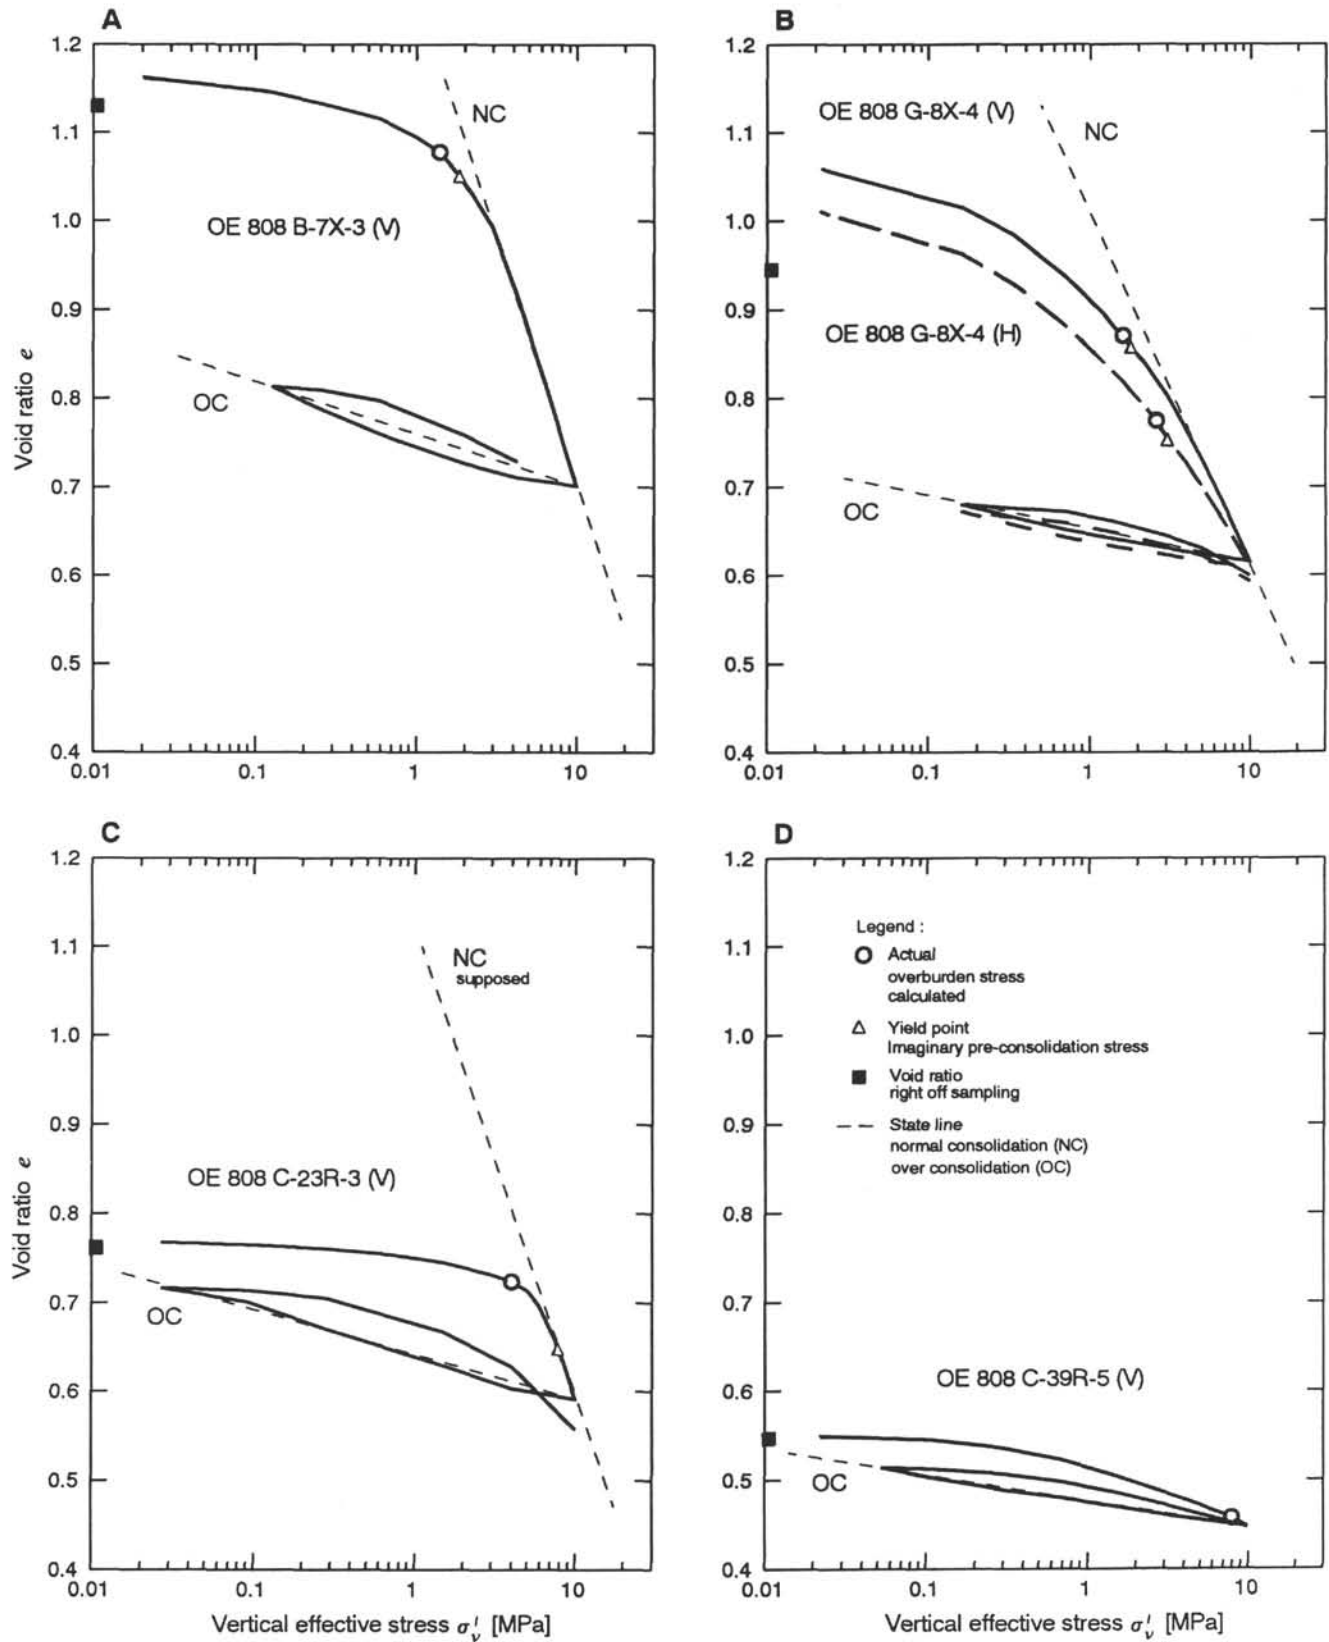 A
1.2
1.1
1.0
0.9
0.8
0.7
0.6
0.5
0.4
NC
OE 808 B-7X-3 (V)
OC
Void ratio e
0.01
0.1
1
10
B
1.2
1.1
1.0
0.9
0.8
0.7
0.6
0.5
0.4
OE 808 G-8X-4 (V)
NC
OE 808 G-8X-4 (H)
OC
0.01
0.1
1
10
C
1.2
1.1
1.0
0.9
0.8
0.7
0.6
0.5
0.4
NC
supposed
OE 808 C-23R-3 (V)
OC
Void ratio e
0.01
0.1
1
10
Vertical effective stress σ′v [MPa]
D
1.2
1.1
1.0
0.9
0.8
0.7
0.6
0.5
0.4
Legend :
Actual
overburden stress
calculated
Yield point
Imaginary pre-consolidation stress
Void ratio
right off sampling
State line
normal consolidation (NC)
over consolidation (OC)
OE 808 C-39R-5 (V)
OC
0.01
0.1
1
10
Vertical effective stress σ′v [MPa]